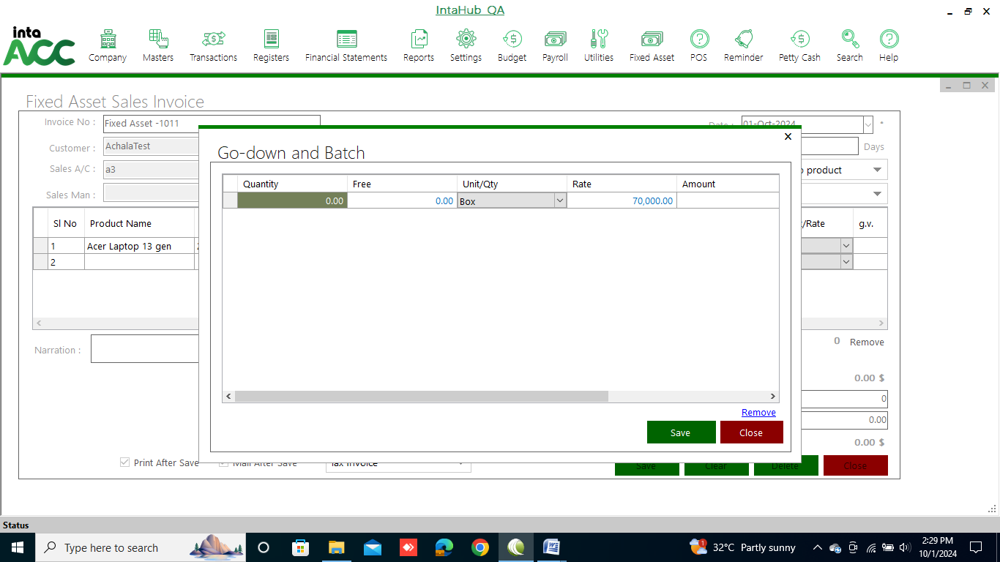 IntaHub_QA
inta
ACC
Company
Masters
Transactions
Registers
Financial Statements
Reports
Settings
Budget
Payroll
Utilities
Fixed Asset
POS
Reminder
Petty Cash
Search
Help
Fixed Asset Sales Invoice
Invoice No : Fixed Asset -1011
01-Oct-2024 *
Customer : AchalaTest
Days
Sales A/C : a3
product
Sales Man :
Sl No Product Name /Rate g.v.
1 Acer Laptop 13 gen
2
Go-down and Batch
Quantity Free Unit/Qty Rate Amount
0.00 0.00 Box 70,000.00
Remove
Save Close
Narration :
0 Remove
0.00 $
0
0.00
0.00 $
Print After Save Mail After Save Tax Invoice
Save Clear Delete Close
Status
Type here to search
1
32°C Partly sunny
2:29 PM
10/1/2024